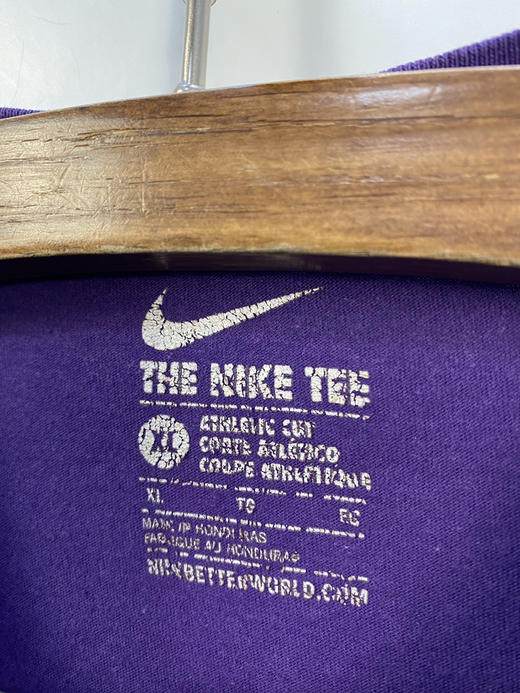 THE NIKE TEE
XL
ATHLETIC CUT
CORTE ATLÉTICO
COUPE ATHLÉTIQUE
XL TG EG
MADE IN HONDURAS
FABRIQUE AU HONDURAS
NIKEBETTERWORLD.COM